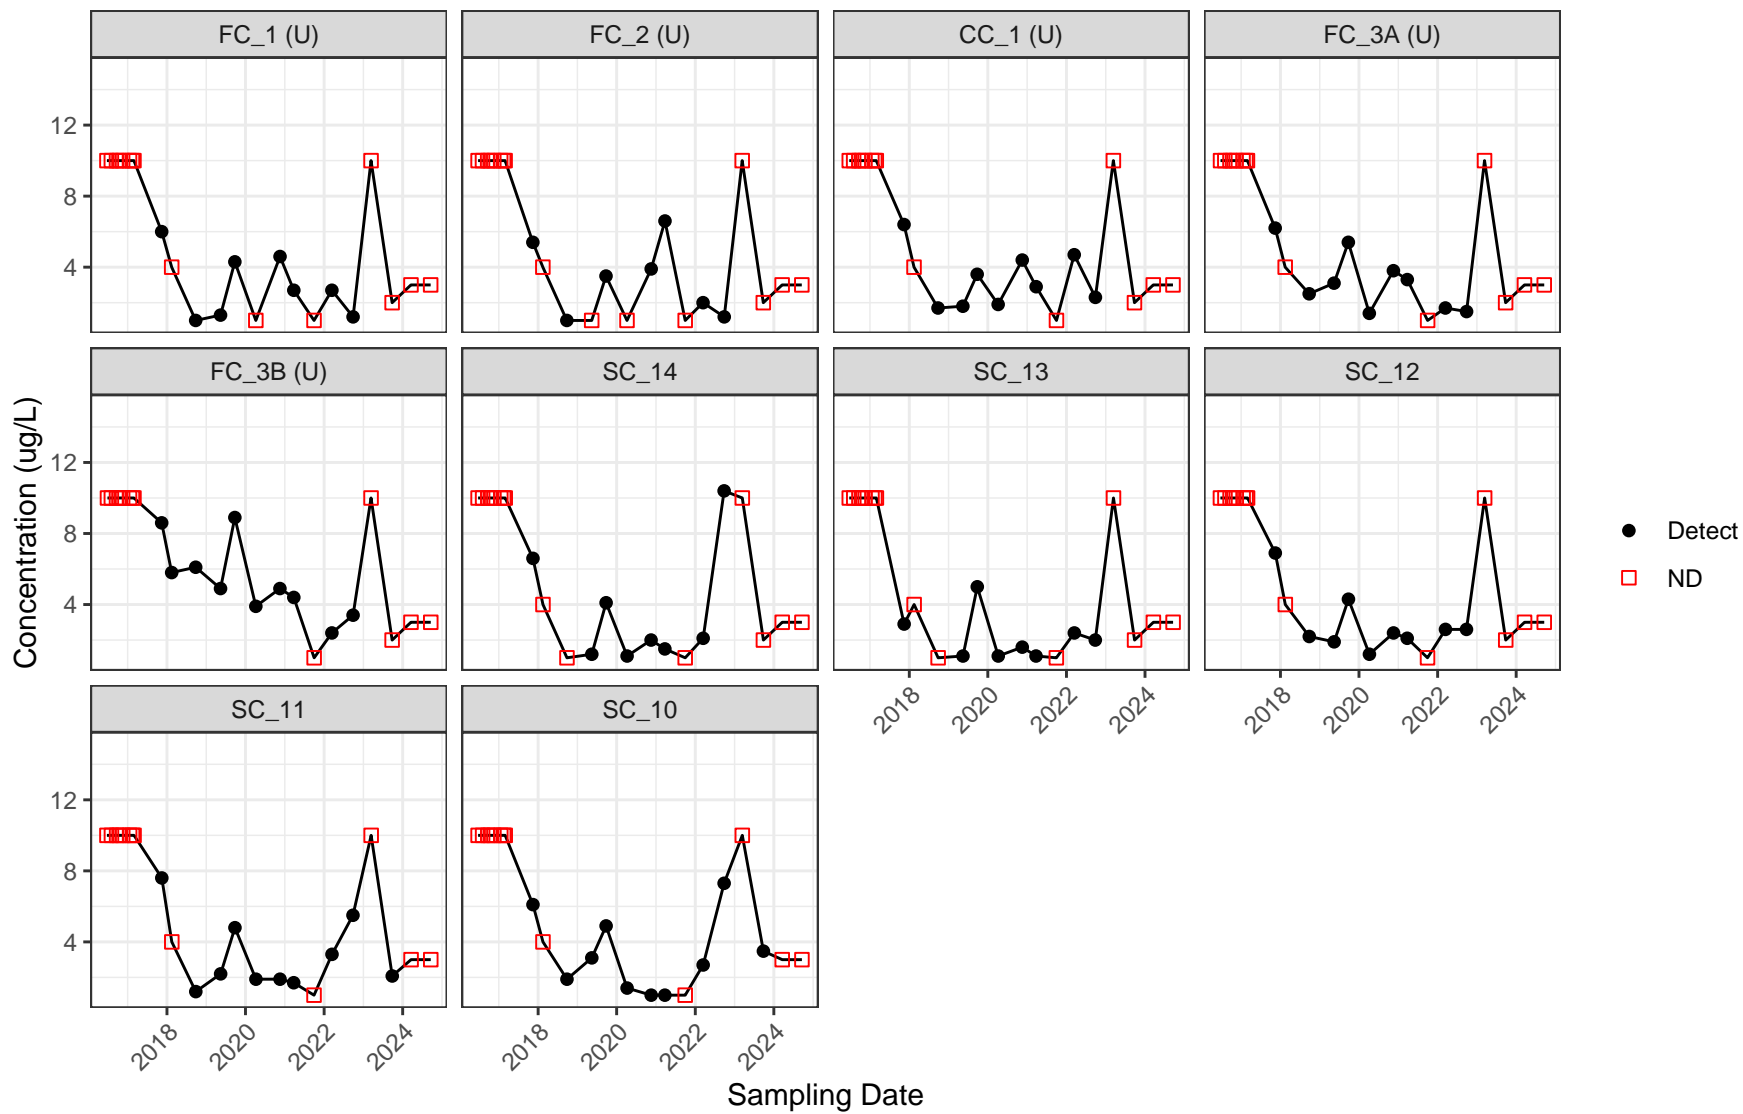 FC_1 (U) FC_2 (U) CC_1 (U) FC_3A (U)
12
8
4
FC_3B (U) SC_14 SC_13 SC_12
12
8
4
2018 2020 2022 2024 2018 2020 2022 2024
SC_11 SC_10
12
8
4
2018 2020 2022 2024 2018 2020 2022 2024
Concentration (ug/L)
Sampling Date
Detect
ND